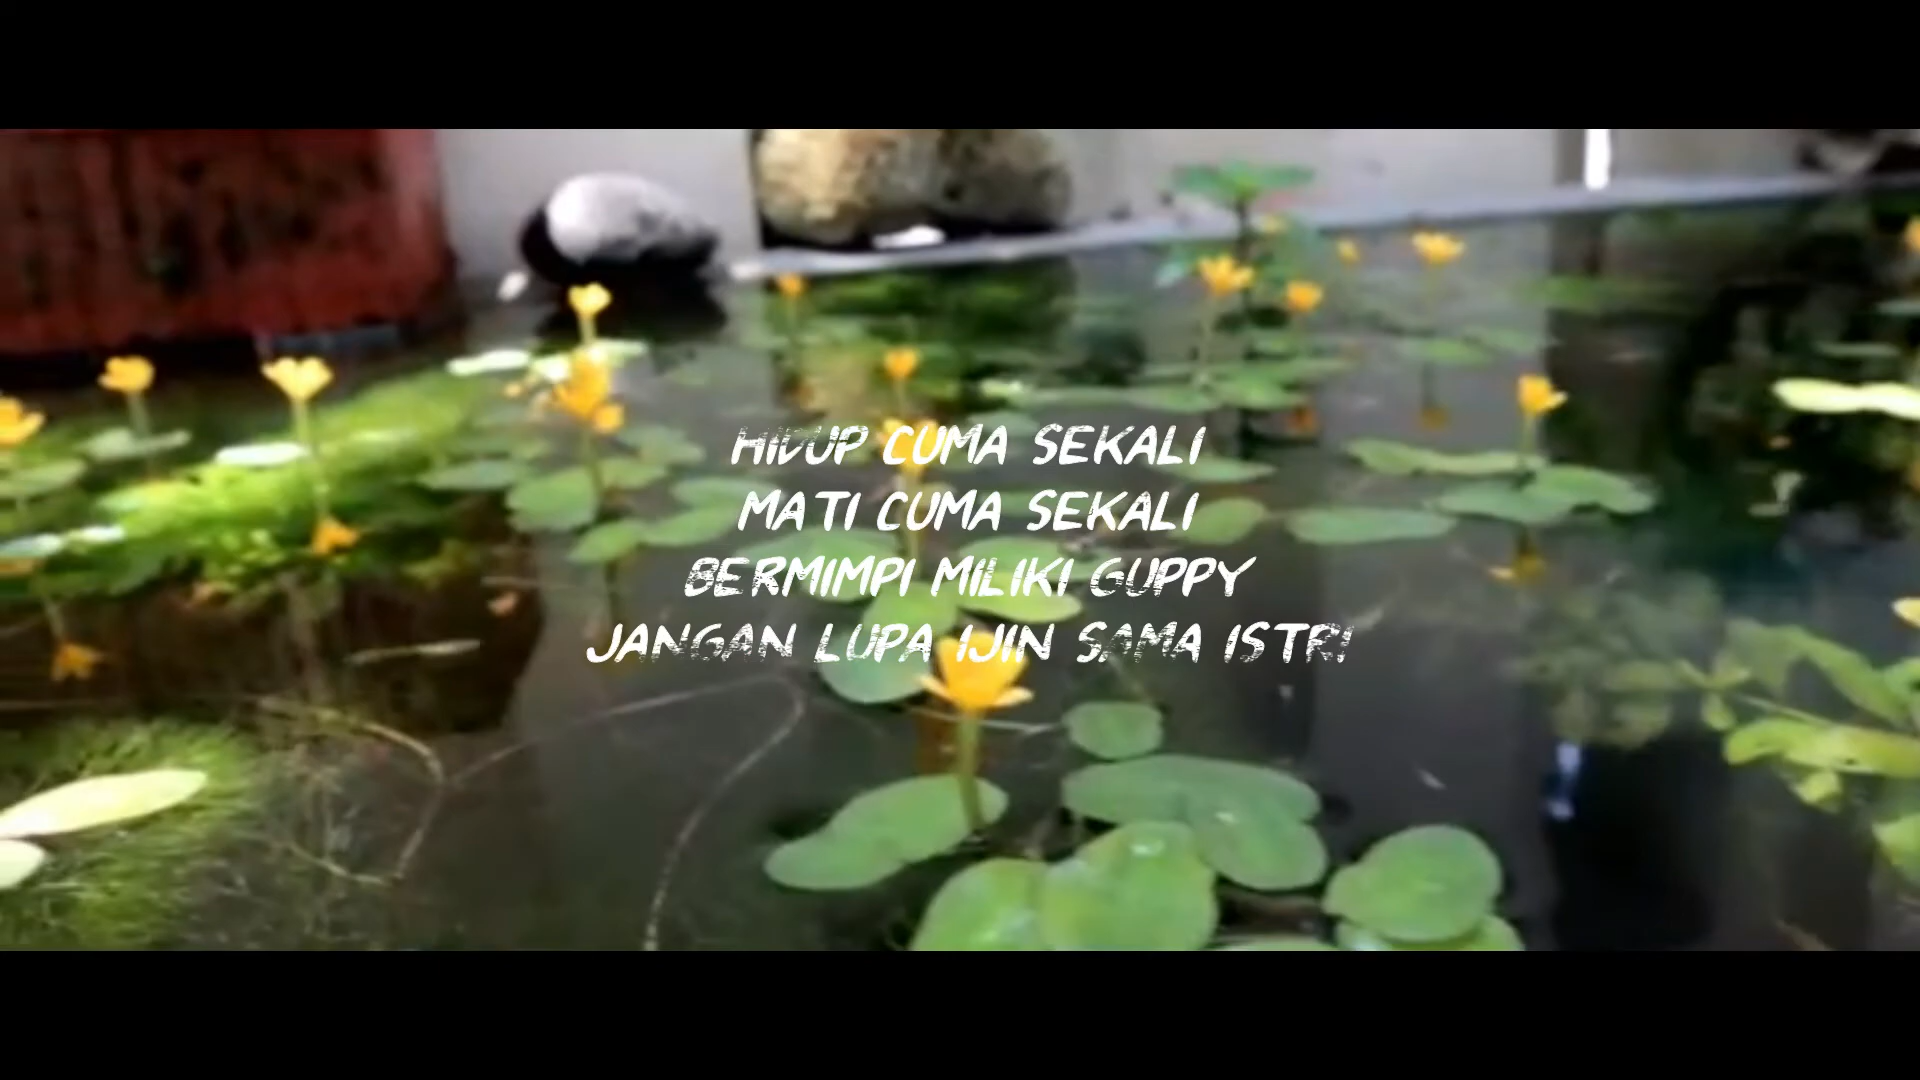 HIDUP CUMA SEKALI
MATI CUMA SEKALI
BERMIMPI MILIKI GUPPY
JANGAN LUPA IJIN SAMA ISTRI